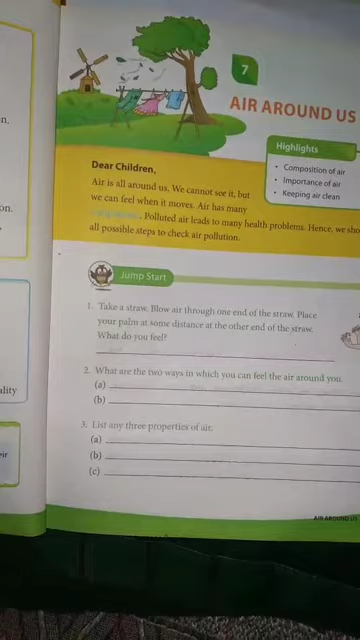 n.
on.
ality
eir
7
AIR AROUND US
Highlights
• Composition of air
• Importance of air
• Keeping air clean
Dear Children,
Air is all around us, We cannot see it, but
we can feel when it moves. Air has many
. Polluted air leads to many health problems. Hence, we sho
all possible steps to check air pollution.
Jump Start
1. Take a straw. Blow air through one end of the straw. Place
your palm at some distance at the other end of the straw.
What do you feel?
2. What are the two ways in which you can feel the air around you.
(a)
(b)
3. List any three properties of air.
(a)
(b)
(c)
AIR AROUND US